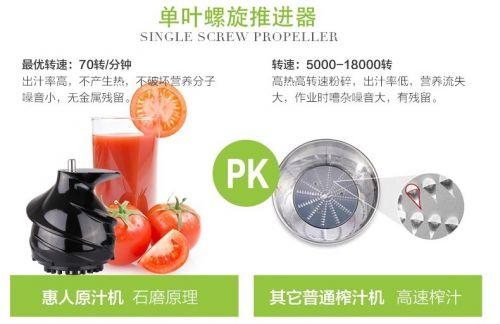 单叶螺旋推进器
SINGLE SCREW PROPELLER
最优转速：70转/分钟
出汁率高，不产生热，不破坏营养分子
噪音小，无金属残留。
转速：5000-18000转
高热高转速粉碎，出汁率低，营养流失
大，作业时嘈杂噪音大，有残留。
PK
惠人原汁机 石磨原理
其它普通榨汁机 高速榨汁